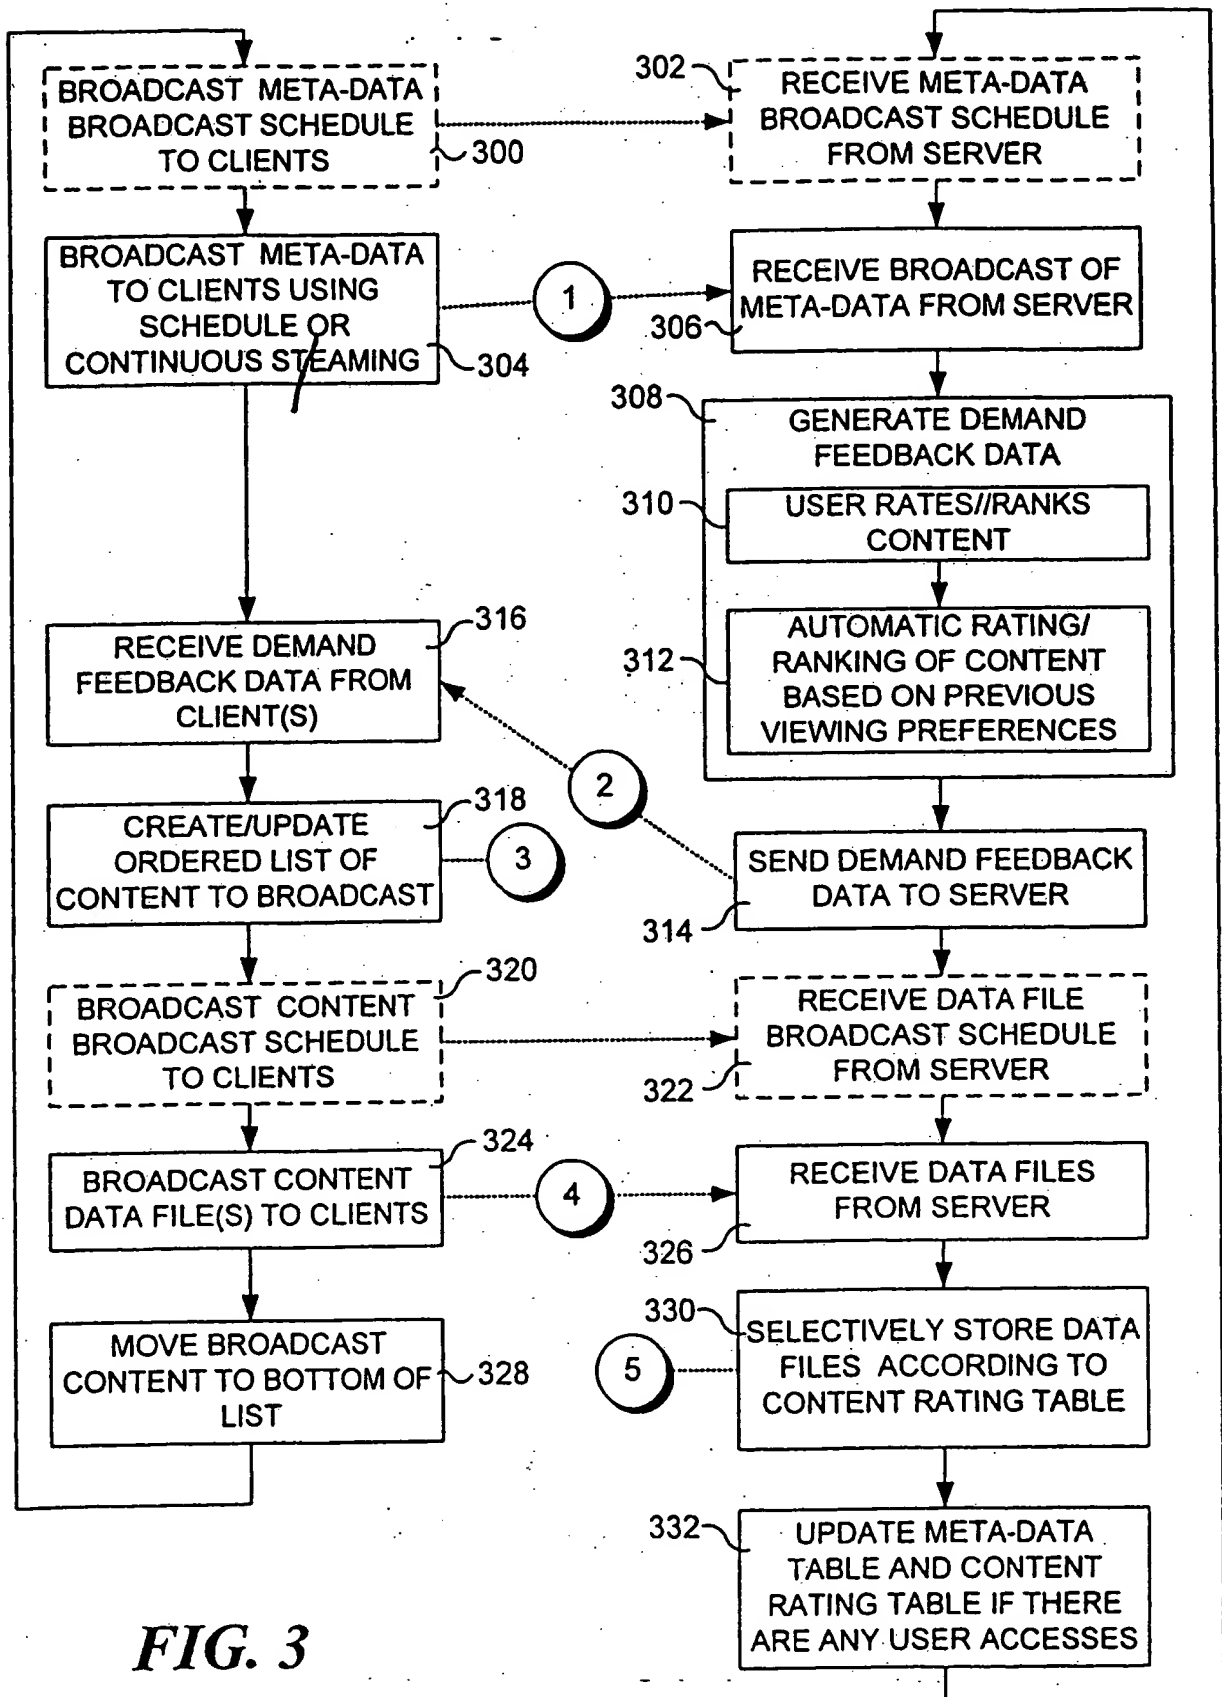 BROADCAST META-DATA
BROADCAST SCHEDULE
TO CLIENTS
300
302
RECEIVE META-DATA
BROADCAST SCHEDULE
FROM SERVER
BROADCAST META-DATA
TO CLIENTS USING
SCHEDULE OR
CONTINUOUS STEAMING
304
1
RECEIVE BROADCAST OF
META-DATA FROM SERVER
306
308
GENERATE DEMAND
FEEDBACK DATA
310
USER RATES//RANKS
CONTENT
312
AUTOMATIC RATING/
RANKING OF CONTENT
BASED ON PREVIOUS
VIEWING PREFERENCES
316
RECEIVE DEMAND
FEEDBACK DATA FROM
CLIENT(S)
2
318
CREATE/UPDATE
ORDERED LIST OF
CONTENT TO BROADCAST
3
SEND DEMAND FEEDBACK
DATA TO SERVER
314
320
BROADCAST CONTENT
BROADCAST SCHEDULE
TO CLIENTS
RECEIVE DATA FILE
BROADCAST SCHEDULE
FROM SERVER
322
324
BROADCAST CONTENT
DATA FILE(S) TO CLIENTS
4
RECEIVE DATA FILES
FROM SERVER
326
MOVE BROADCAST
CONTENT TO BOTTOM OF
LIST
328
330
SELECTIVELY STORE DATA
FILES ACCORDING TO
CONTENT RATING TABLE
5
332
UPDATE META-DATA
TABLE AND CONTENT
RATING TABLE IF THERE
ARE ANY USER ACCESSES
FIG. 3